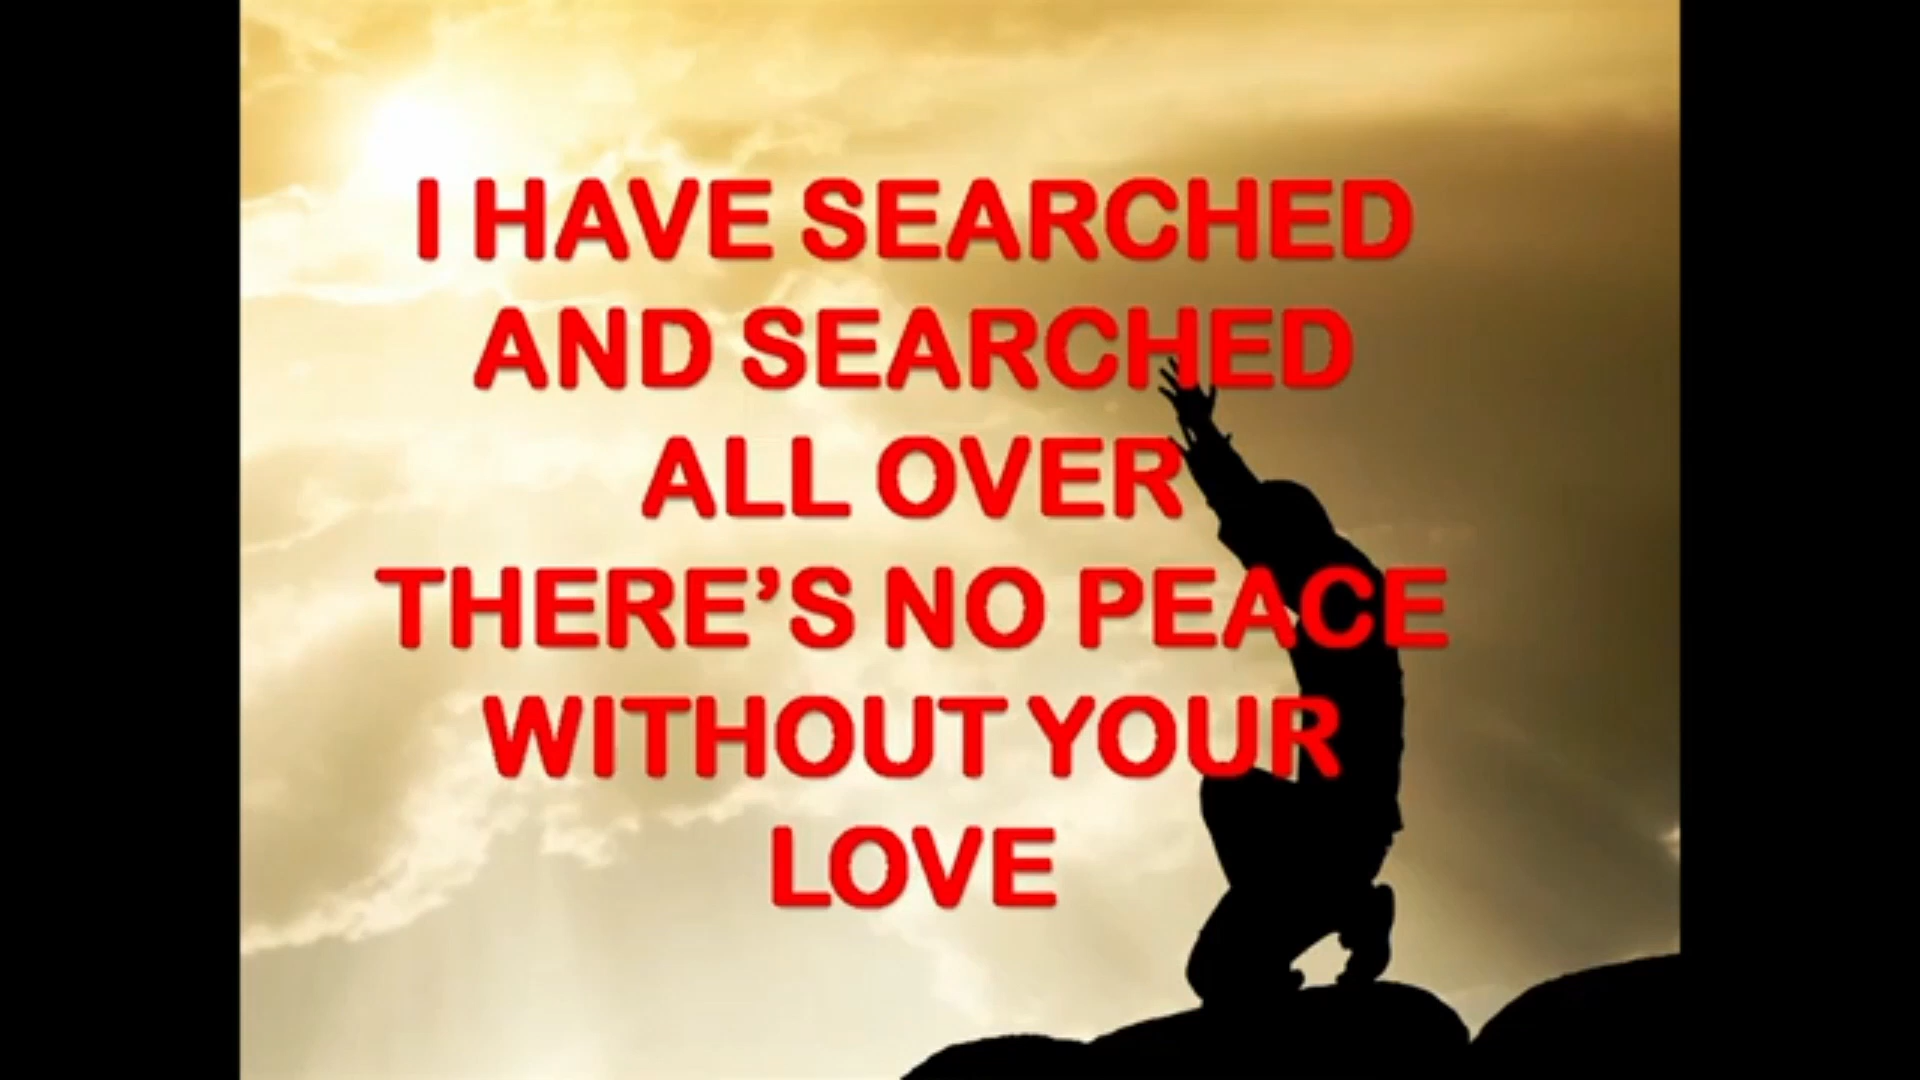 I HAVE SEARCHED
AND SEARCHED
ALL OVER
THERE’S NO PEACE
WITHOUT YOUR
LOVE